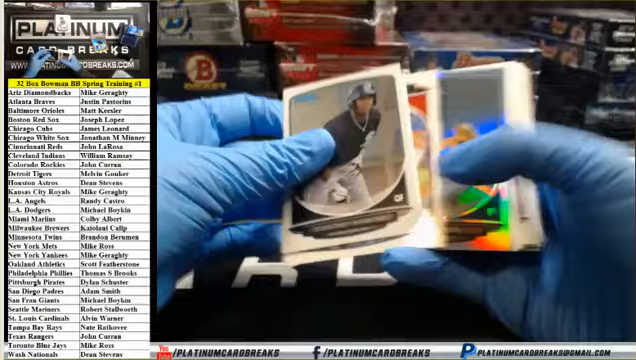 PLATINUM
CARD BREAKS
32 Box Bowman BB Spring Training #1
Ariz Diamondbacks Mike Geraghty
Atlanta Braves Justin Pastorius
Baltimore Orioles Matt Keesler
Boston Red Sox Joseph Lopez
Chicago Cubs James Leonard
Chicago White Sox Jonathan M Minney
Cincinnati Reds John LaRosa
Cleveland Indians William Ramsay
Colorado Rockies John Curran
Detroit Tigers Melvin Gouker
Houston Astros Dean Stevens
Kansas City Royals Mike Geraghty
L.A. Angels Randy Castro
L.A. Dodgers Michael Boykin
Miami Marlins Colby Albert
Milwaukee Brewers Kaiolani Calip
Minnesota Twins Brandon Berumen
New York Mets Mike Ross
New York Yankees Mike Geraghty
Oakland Athletics Scott Featherstone
Philadelphia Phillies Thomas S Brooks
Pittsburg Pirates Dylan Schuster
San Diego Padres Adam Smith
San Fran Giants Michael Boykin
Seattle Mariners Robert Stallworth
St. Louis Cardinals Alvin Warner
Tampa Bay Rays Nate Ratkovec
Texas Rangers John Curran
Toronto Blue Jays Mike Ross
Wash Nationals Dean Stevens
OF
You Tube /PLATINUMCARDBREAKS f/PLATINUMCARDBREAKS P/PLATINUMCARDBREAKS@GMAIL.COM